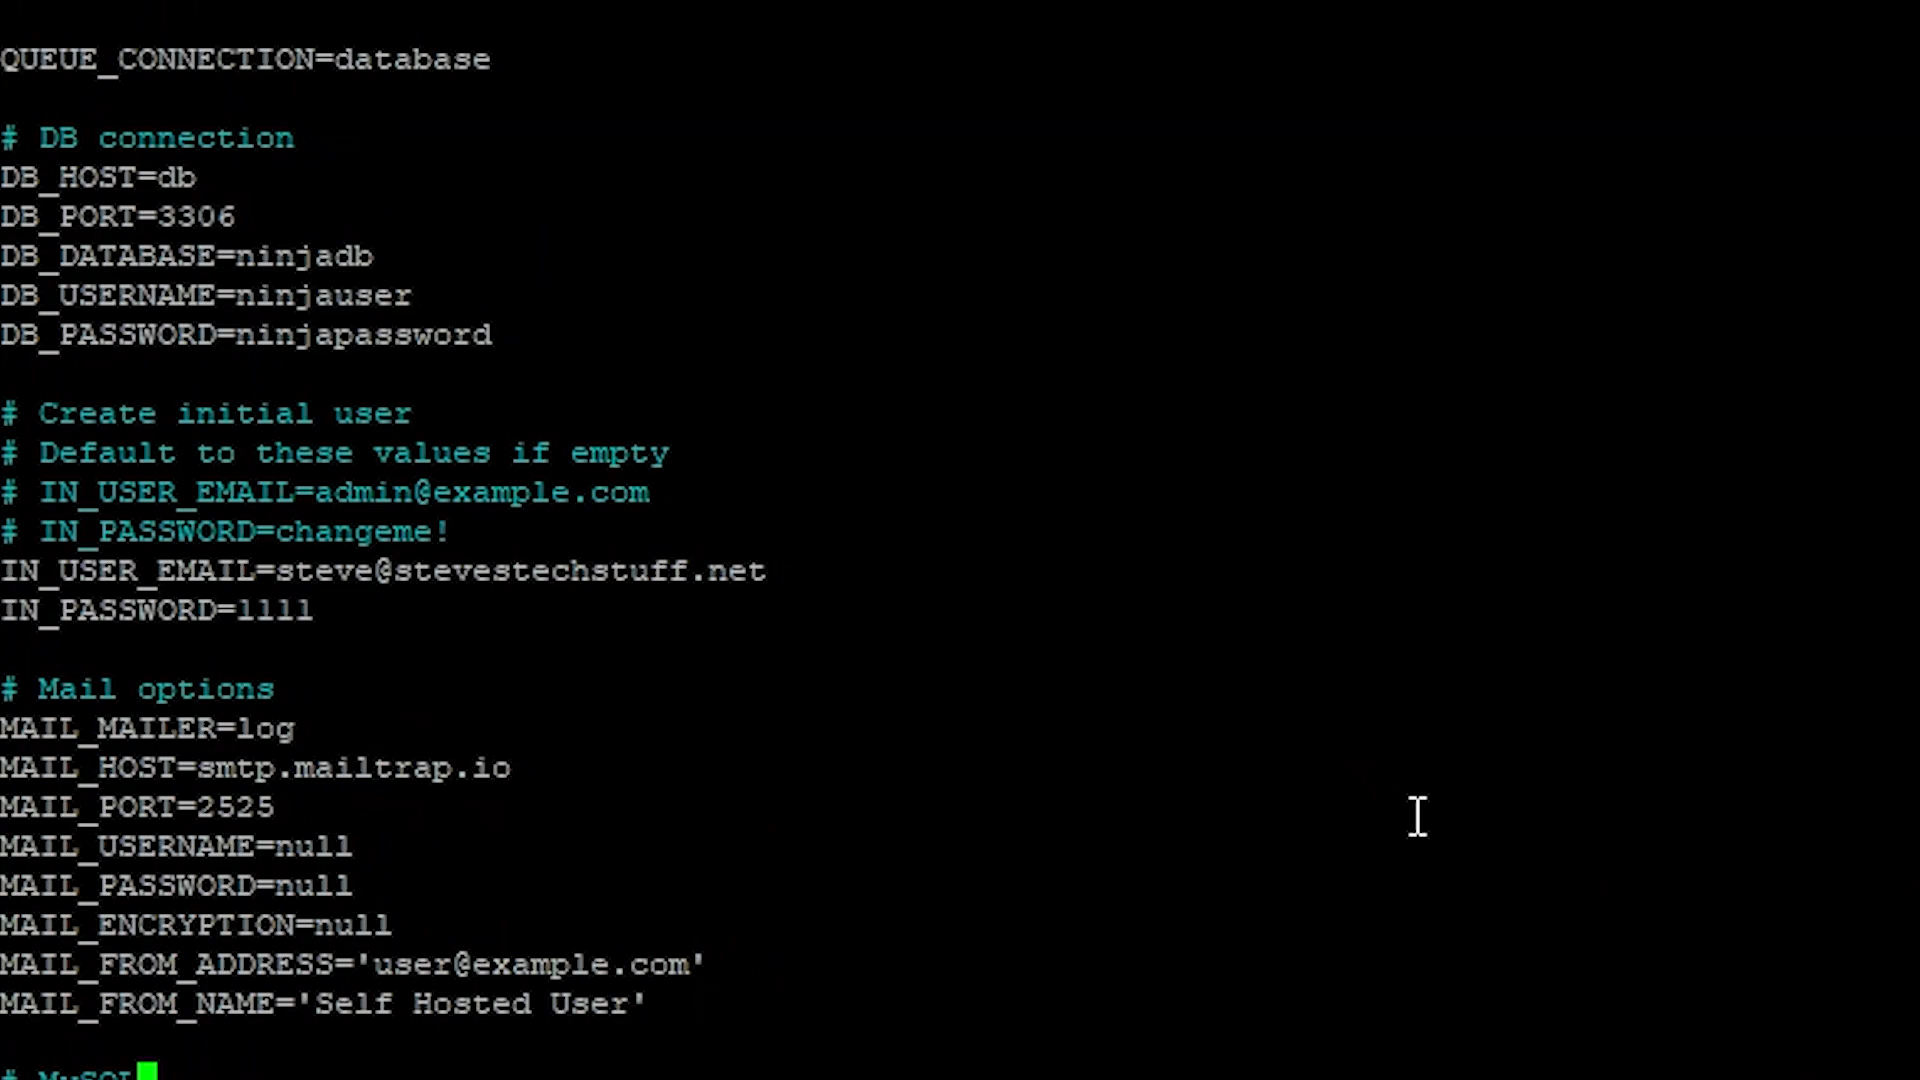 QUEUE_CONNECTION=database
# DB connection
DB_HOST=db
DB_PORT=3306
DB_DATABASE=ninjadb
DB_USERNAME=ninjauser
DB_PASSWORD=ninjapassword
# Create initial user
# Default to these values if empty
# IN_USER_EMAIL=admin@example.com
# IN_PASSWORD=changeme!
IN_USER_EMAIL=steve@stevestechstuff.net
IN_PASSWORD=llll
# Mail options
MAIL_MAILER=log
MAIL_HOST=smtp.mailtrap.io
MAIL_PORT=2525
MAIL_USERNAME=null
MAIL_PASSWORD=null
MAIL_ENCRYPTION=null
MAIL_FROM_ADDRESS='user@example.com'
MAIL_FROM_NAME='Self Hosted User'
# MySQL